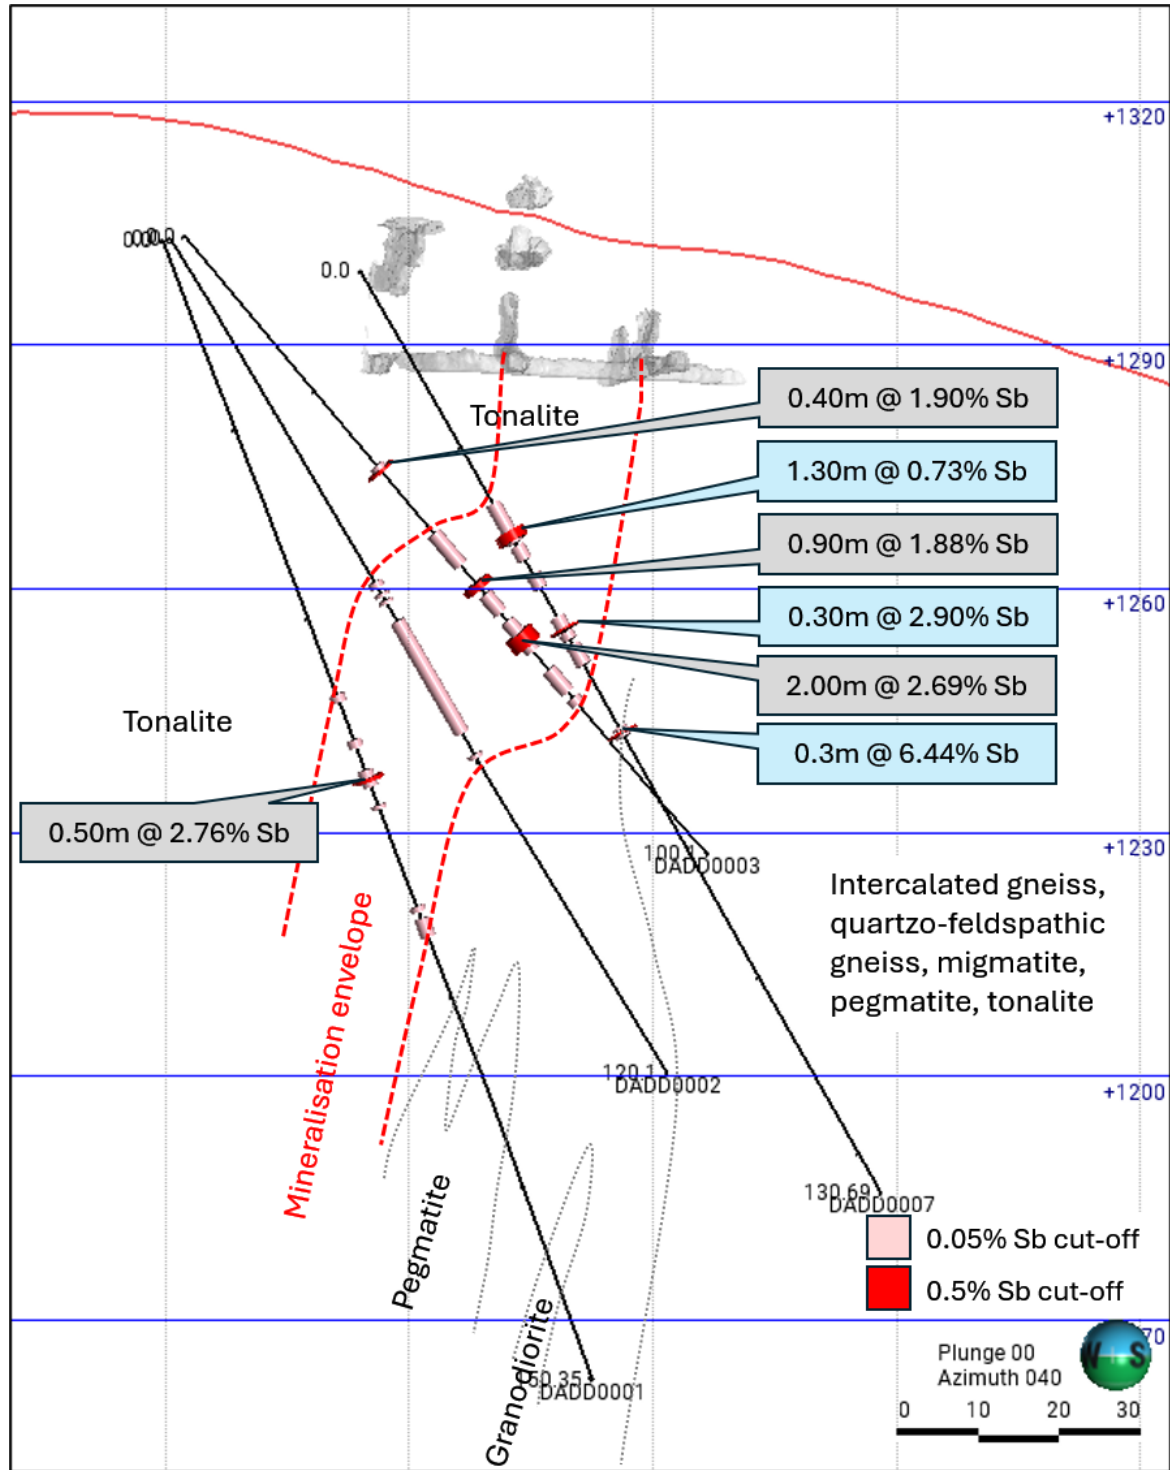 +1320
0.0
0.0
+1290
0.40m @ 1.90% Sb
Tonalite
1.30m @ 0.73% Sb
0.90m @ 1.88% Sb
+1260
0.30m @ 2.90% Sb
2.00m @ 2.69% Sb
Tonalite
0.3m @ 6.44% Sb
0.50m @ 2.76% Sb
+1230
DADD0003
Intercalated gneiss,
quartzo-feldspathic
gneiss, migmatite,
pegmatite, tonalite
Mineralisation envelope
120.1
DADD0002
+1200
130.69
DADD0007
Pegmatite
0.05% Sb cut-off
0.5% Sb cut-off
Granodiorite
W S
Plunge 00
Azimuth 040
DADD0001
0 10 20 30